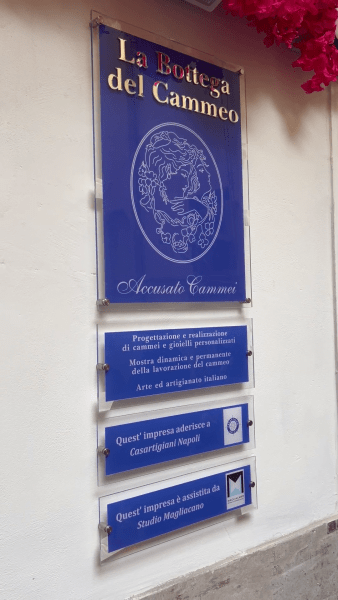 La Bottega
del Cammeo
Accusato Cammei
Progettazione e realizzazione
di cammei e gioielli personalizzati
Mostra dinamica e permanente
della lavorazione del cammeo
Arte ed artigianato italiano
Quest' impresa aderisce a
Casartigiani Napoli
Quest' impresa è assistita da
Studio Magliacano